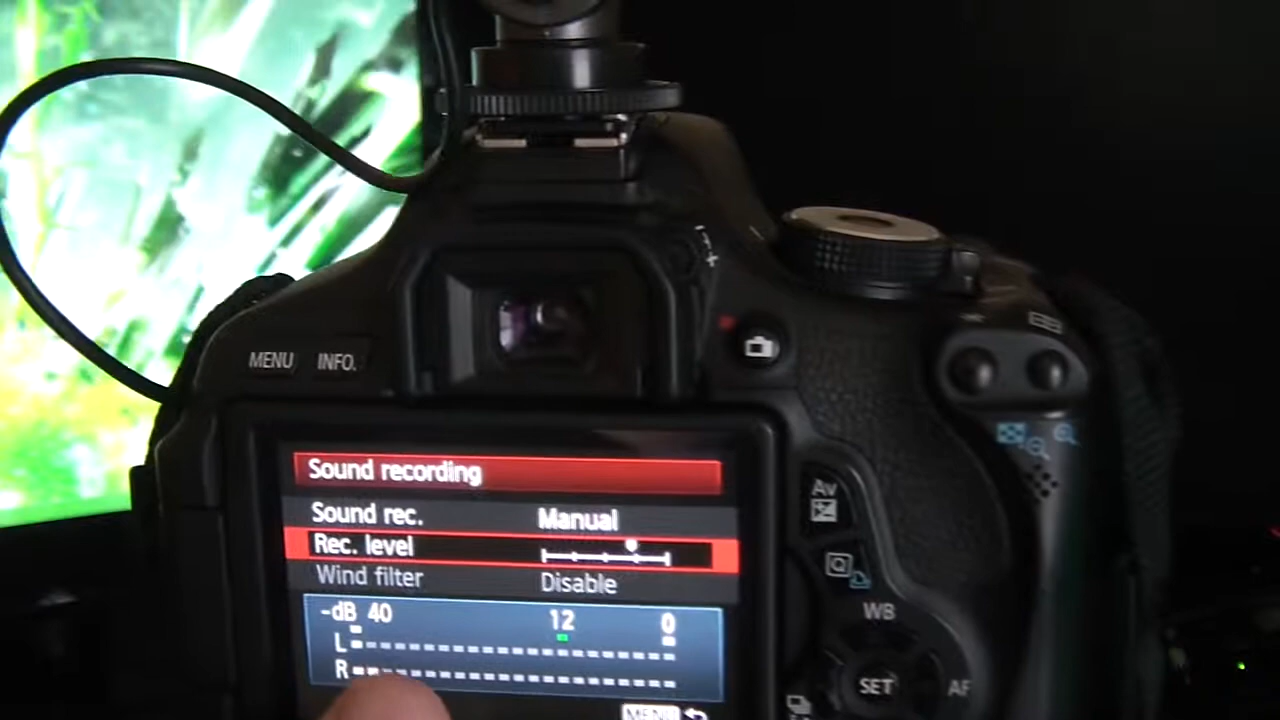 MENU INFO.
Sound recording
Sound rec. Manual
Rec. level
Wind filter Disable
-dB 40 12 0
L
R
MENU
Av
Q
WB
SET
AF